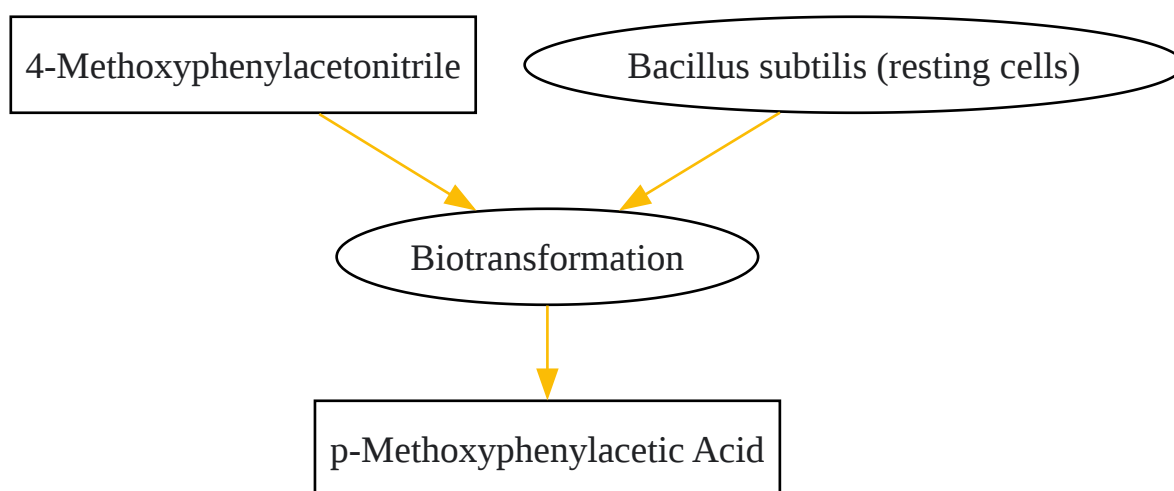 4-Methoxyphenylacetonitrile
Bacillus subtilis (resting cells)
Biotransformation
p-Methoxyphenylacetic Acid